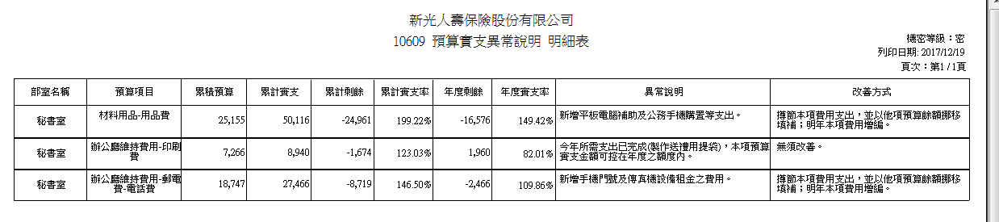 新光人壽保險股份有限公司
10609 預算實支異常說明 明細表
機密等級：密
列印日期: 2017/12/19
頁次：第1 / 1頁
部室名稱 預算項目 累積預算 累計實支 累計剩餘 累計實支率 年度剩餘 年度實支率 異常說明 改善方式
秘書室 材料用品-用品費 25,155 50,116 -24,961 199.22% -16,576 149.42% 新增平板電腦補助及公務手機購置等支出。 撙節本項費用支出，並以他項預算餘額挪移
填補；明年本項費用增編。
秘書室 辦公廳維持費用-印刷
費 7,266 8,940 -1,674 123.03% 1,960 82.01% 今年所需支出已完成(製作送禮用提袋)，本項預算
實支金額可控在年度之額度內。 無須改善。
秘書室 辦公廳維持費用-郵電
費-電話費 18,747 27,466 -8,719 146.50% -2,466 109.86% 新增手機門號及傳真機設備租金之費用。 撙節本項費用支出，並以他項預算餘額挪移
填補；明年本項費用增編。